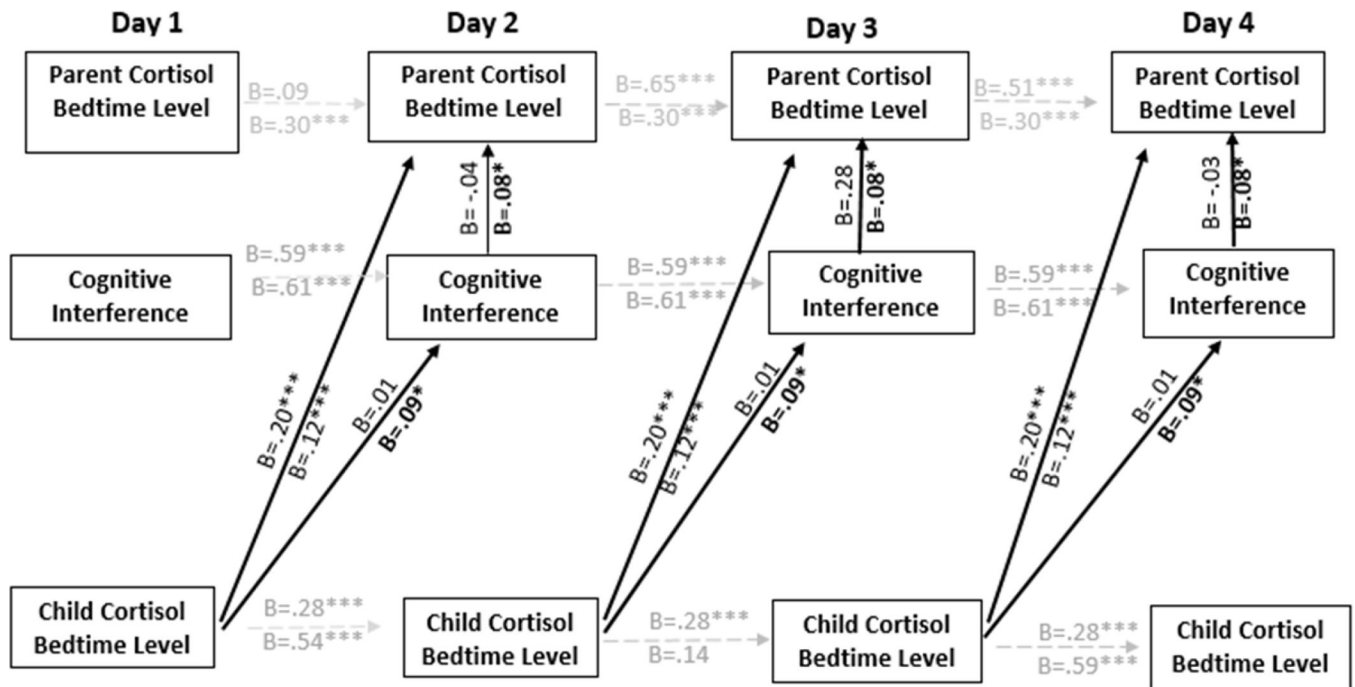 Day 1
Day 2
Day 3
Day 4
Parent Cortisol
Bedtime Level
B=.09
B=.30***
Parent Cortisol
Bedtime Level
B=.65***
B=.30***
Parent Cortisol
Bedtime Level
B=.51***
B=.30***
Parent Cortisol
Bedtime Level
B= -.04
B=.08*
B=.28
B=.08*
B= -.03
B=.08*
Cognitive
Interference
B=.59***
B=.61***
Cognitive
Interference
B=.59***
B=.61***
Cognitive
Interference
B=.59***
B=.61***
Cognitive
Interference
B=.20***
B=.12***
B=.01
B=.09*
B=.20***
B=.12***
B=.01
B=.09*
B=.20***
B=.12***
B=.01
B=.09*
Child Cortisol
Bedtime Level
B=.28***
B=.54***
Child Cortisol
Bedtime Level
B=.28***
B=.14
Child Cortisol
Bedtime Level
B=.28***
B=.59***
Child Cortisol
Bedtime Level